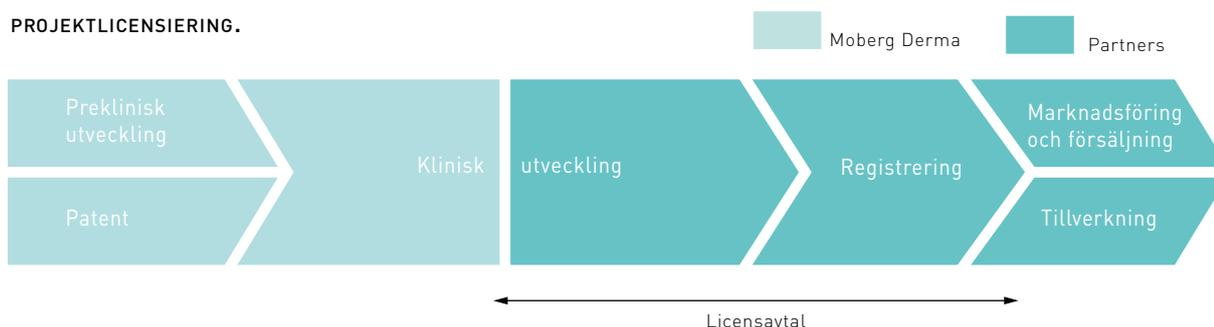 PROJEKTLICENSIERING.
Moberg Derma
Partners
Preklinisk
utveckling
Patent
Klinisk utveckling
Registrering
Marknadsföring
och försäljning
Tillverkning
Licensavtal